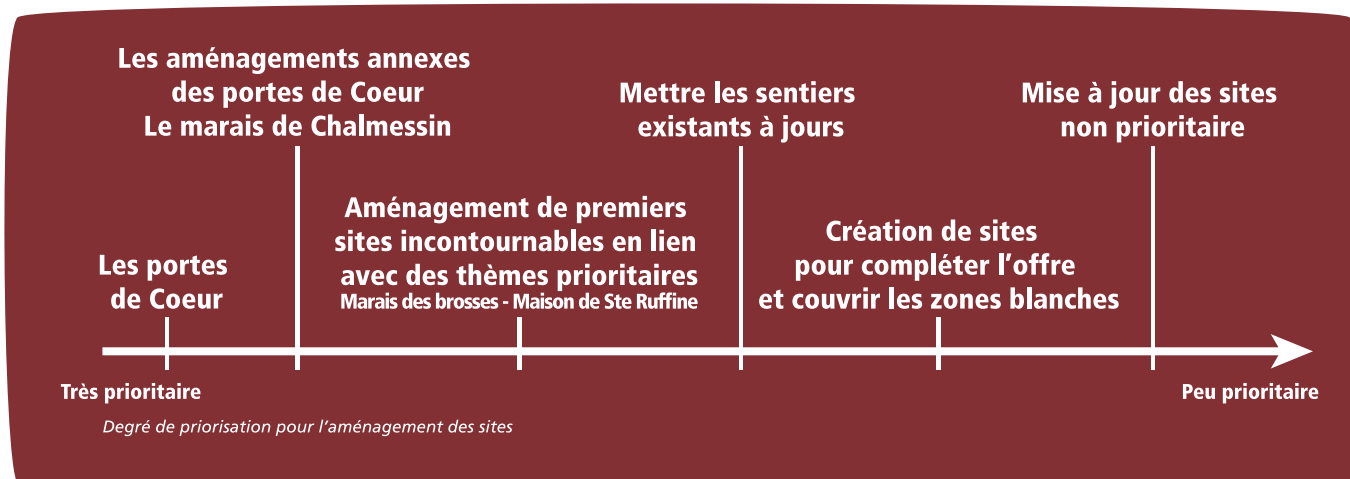 Les aménagements annexes
des portes de Coeur
Le marais de Chalmessin
Mettre les sentiers
existants à jours
Mise à jour des sites
non prioritaire
Les portes
de Coeur
Aménagement de premiers
sites incontournables en lien
avec des thèmes prioritaires
Marais des brosses - Maison de Ste Ruffine
Création de sites
pour compléter l’offre
et couvrir les zones blanches
Très prioritaire
Peu prioritaire
Degré de priorisation pour l’aménagement des sites